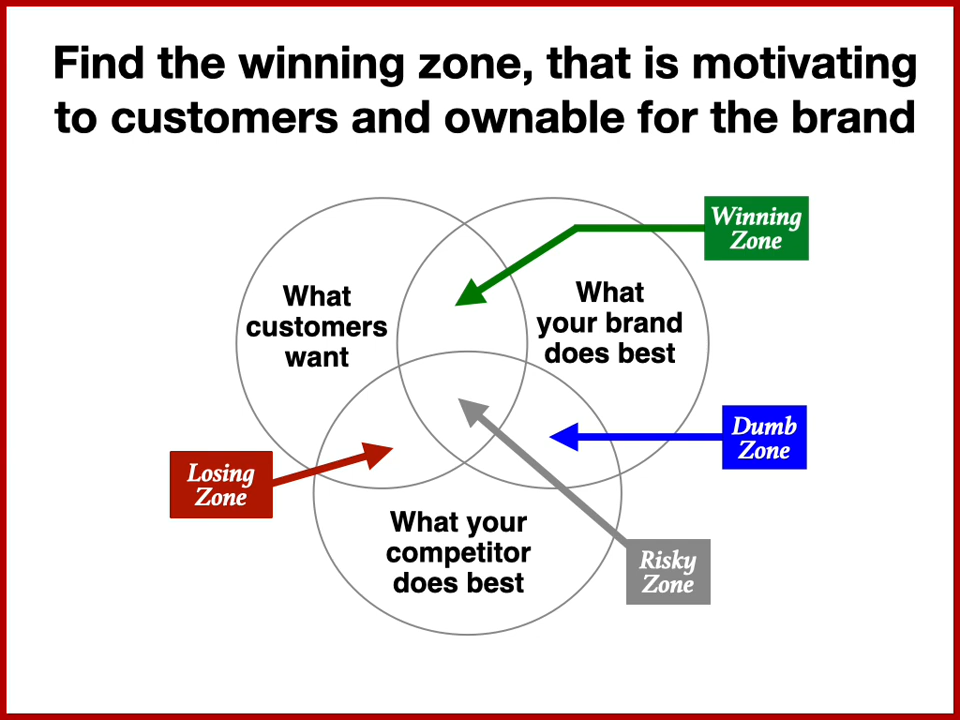 Find the winning zone, that is motivating
to customers and ownable for the brand
Winning
Zone
What
customers
want
What
your brand
does best
Dumb
Zone
Losing
Zone
What your
competitor
does best
Risky
Zone